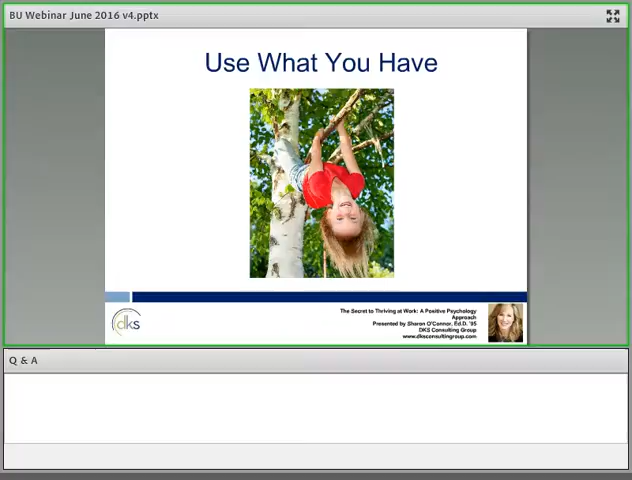 BU Webinar June 2016 v4.pptx
Use What You Have
The Secret to Thriving at Work: A Positive Psychology
Approach
Presented by Sharon O'Connor, Ed.D. '95
DKS Consulting Group
www.dksconsultinggroup.com
dks
Q & A